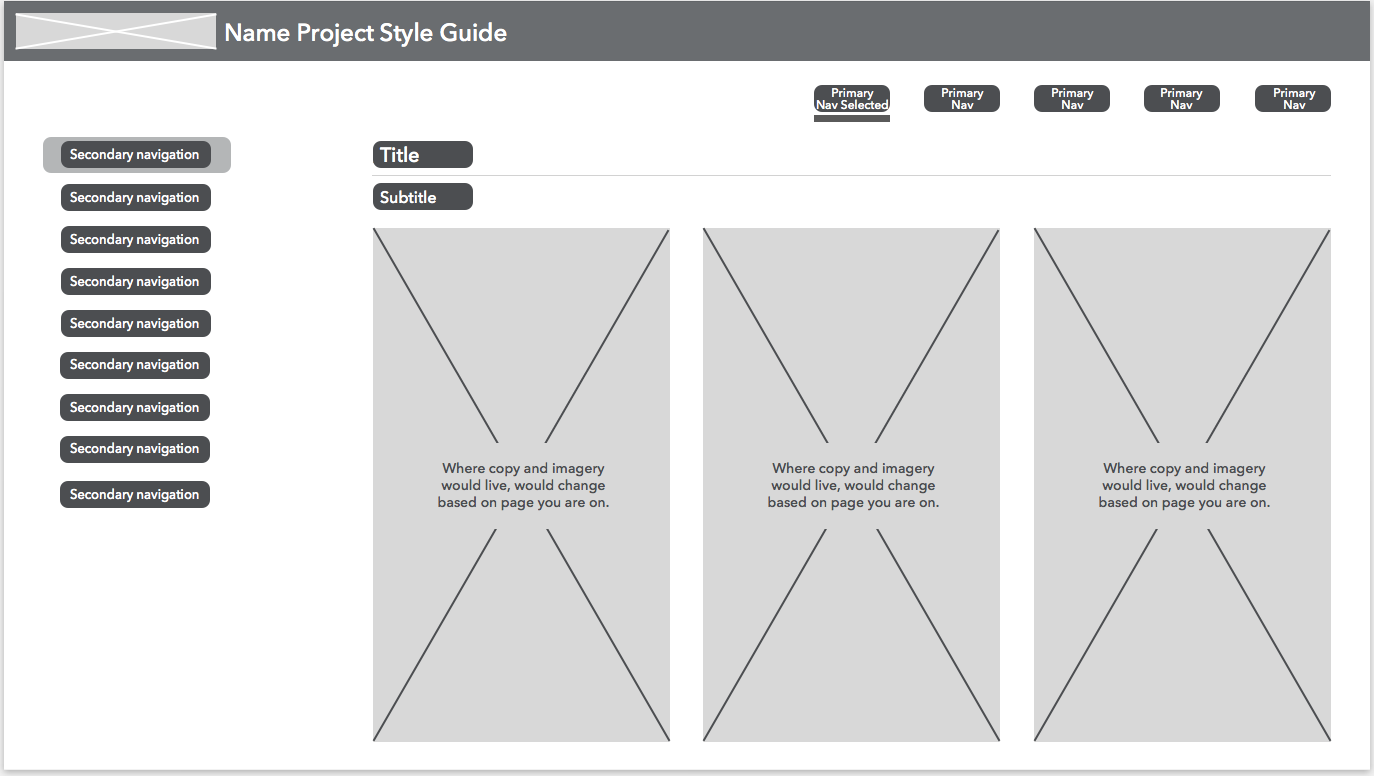 Name Project Style Guide
Primary
Nav Selected
Primary
Nav
Primary
Nav
Primary
Nav
Primary
Nav
Secondary navigation
Secondary navigation
Secondary navigation
Secondary navigation
Secondary navigation
Secondary navigation
Secondary navigation
Secondary navigation
Secondary navigation
Title
Subtitle
Where copy and imagery
would live, would change
based on page you are on.
Where copy and imagery
would live, would change
based on page you are on.
Where copy and imagery
would live, would change
based on page you are on.